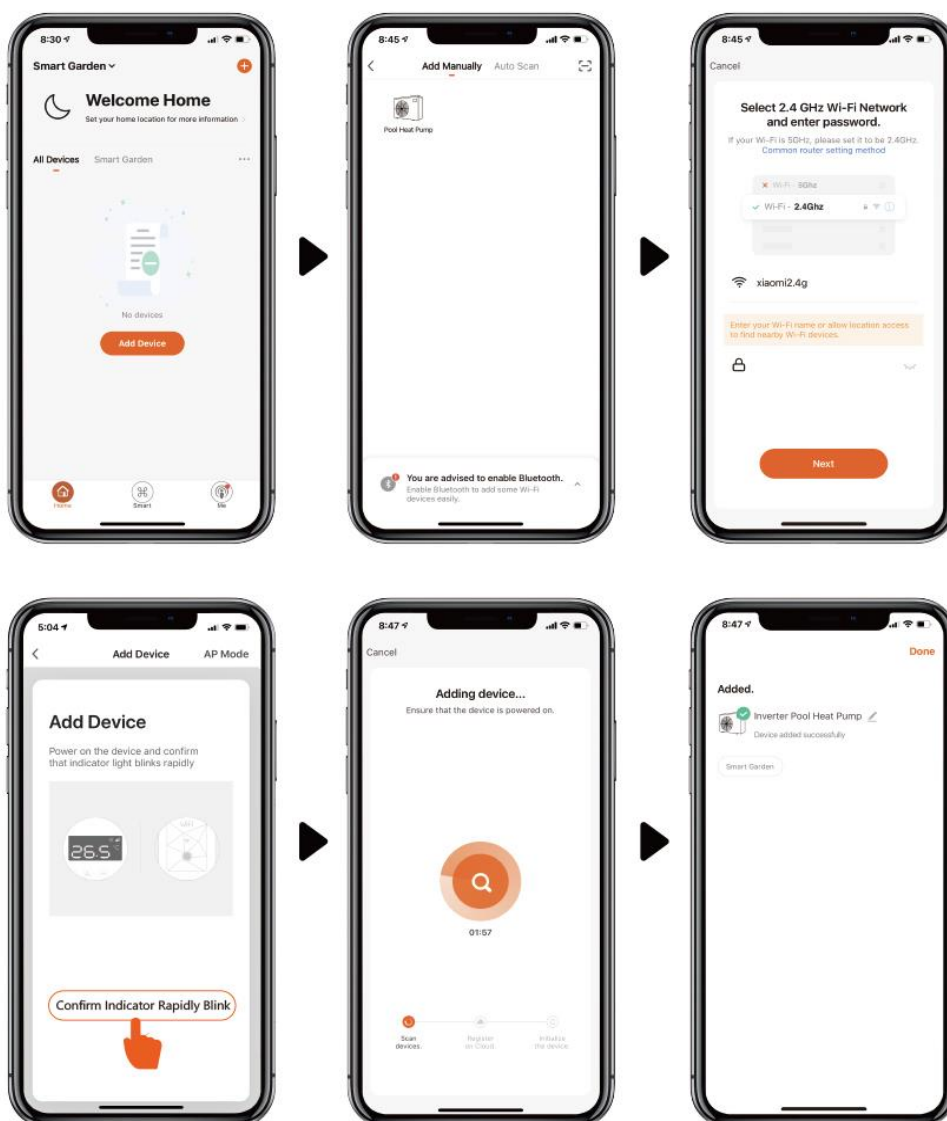 8:30
Smart Garden
Welcome Home
Set your home location for more information
All Devices Smart Garden
No devices
Add Device
Home Smart Me
8:45
Add Manually Auto Scan
Pool Heat Pump
You are advised to enable Bluetooth.
Enable Bluetooth to add some Wi-Fi
devices easily.
8:45
Cancel
Select 2.4 GHz Wi-Fi Network
and enter password.
If your Wi-Fi is 5GHz, please set it to be 2.4GHz.
Common router setting method
Wi-Fi - 5Ghz
Wi-Fi - 2.4Ghz
xiaomi2.4g
Enter your Wi-Fi name or allow location access
to find nearby Wi-Fi devices.
Next
5:04
Add Device AP Mode
Add Device
Power on the device and confirm
that indicator light blinks rapidly
26.5
Confirm Indicator Rapidly Blink
8:47
Cancel
Adding device...
Ensure that the device is powered on.
01:57
Scan
devices.
Register
on Cloud.
Initialize
the device.
8:47
Done
Added.
Inverter Pool Heat Pump
Device added successfully
Smart Garden